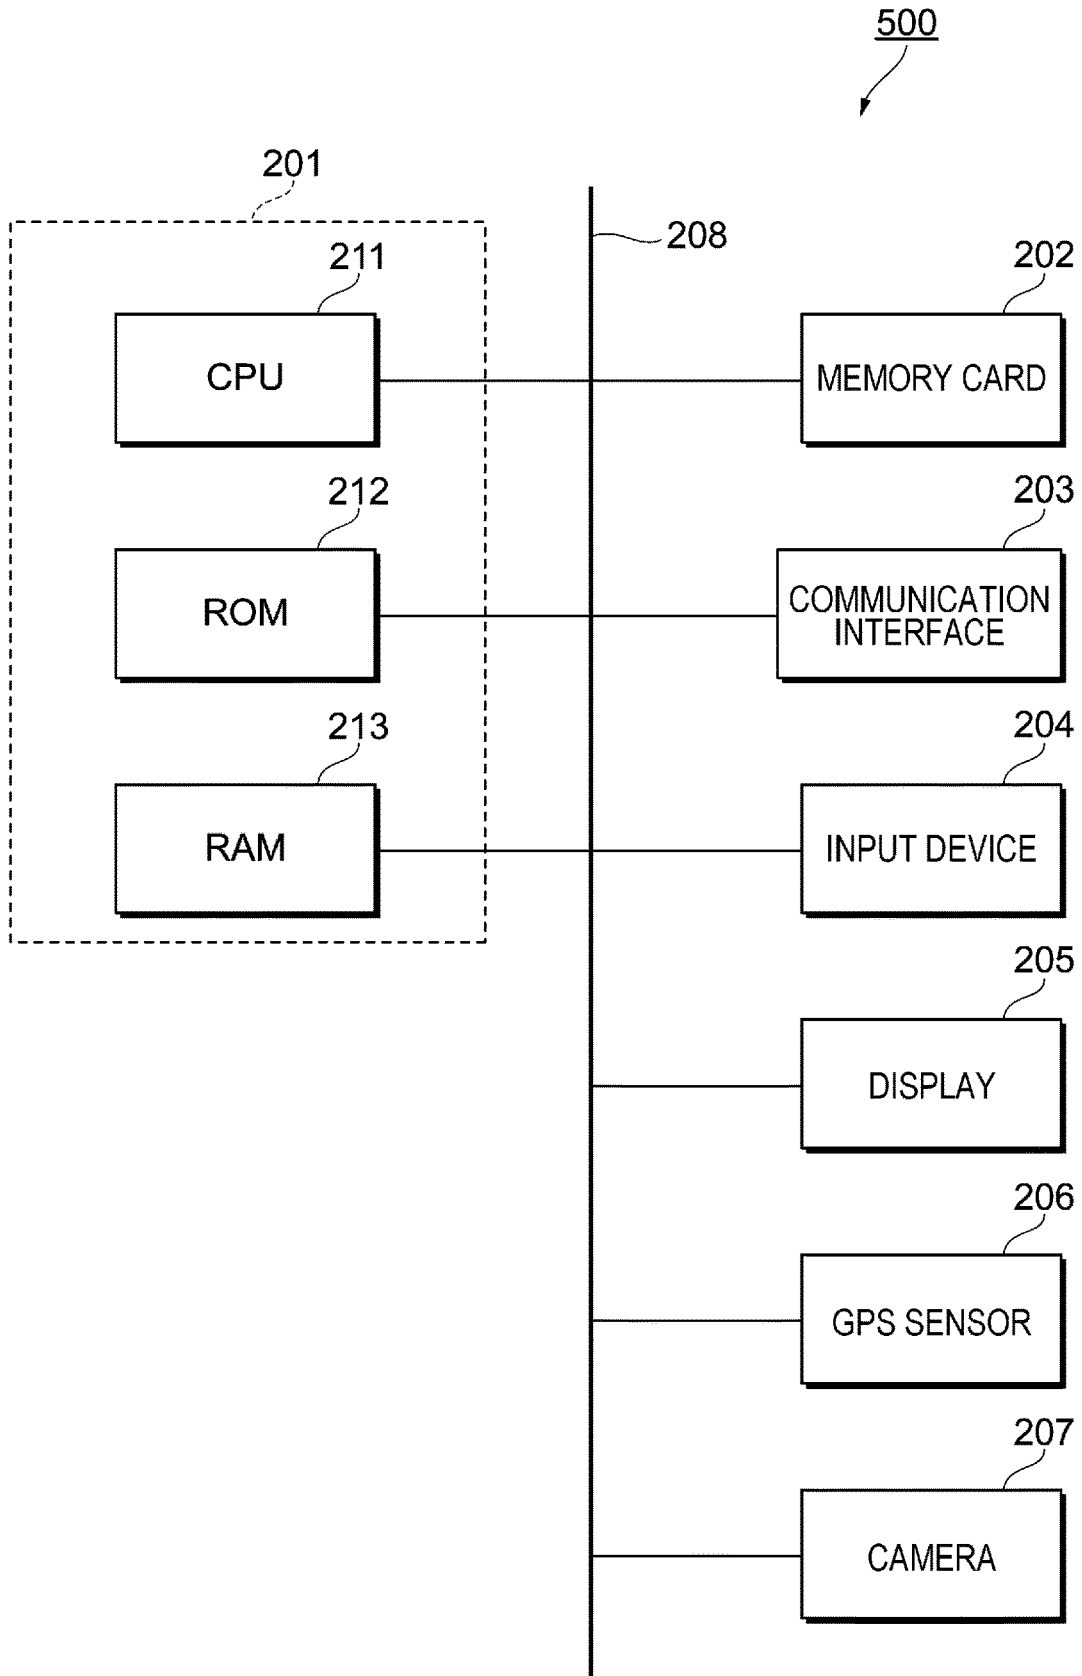 500
201
208
211
CPU
202
MEMORY CARD
212
ROM
203
COMMUNICATION
INTERFACE
213
RAM
204
INPUT DEVICE
205
DISPLAY
206
GPS SENSOR
207
CAMERA